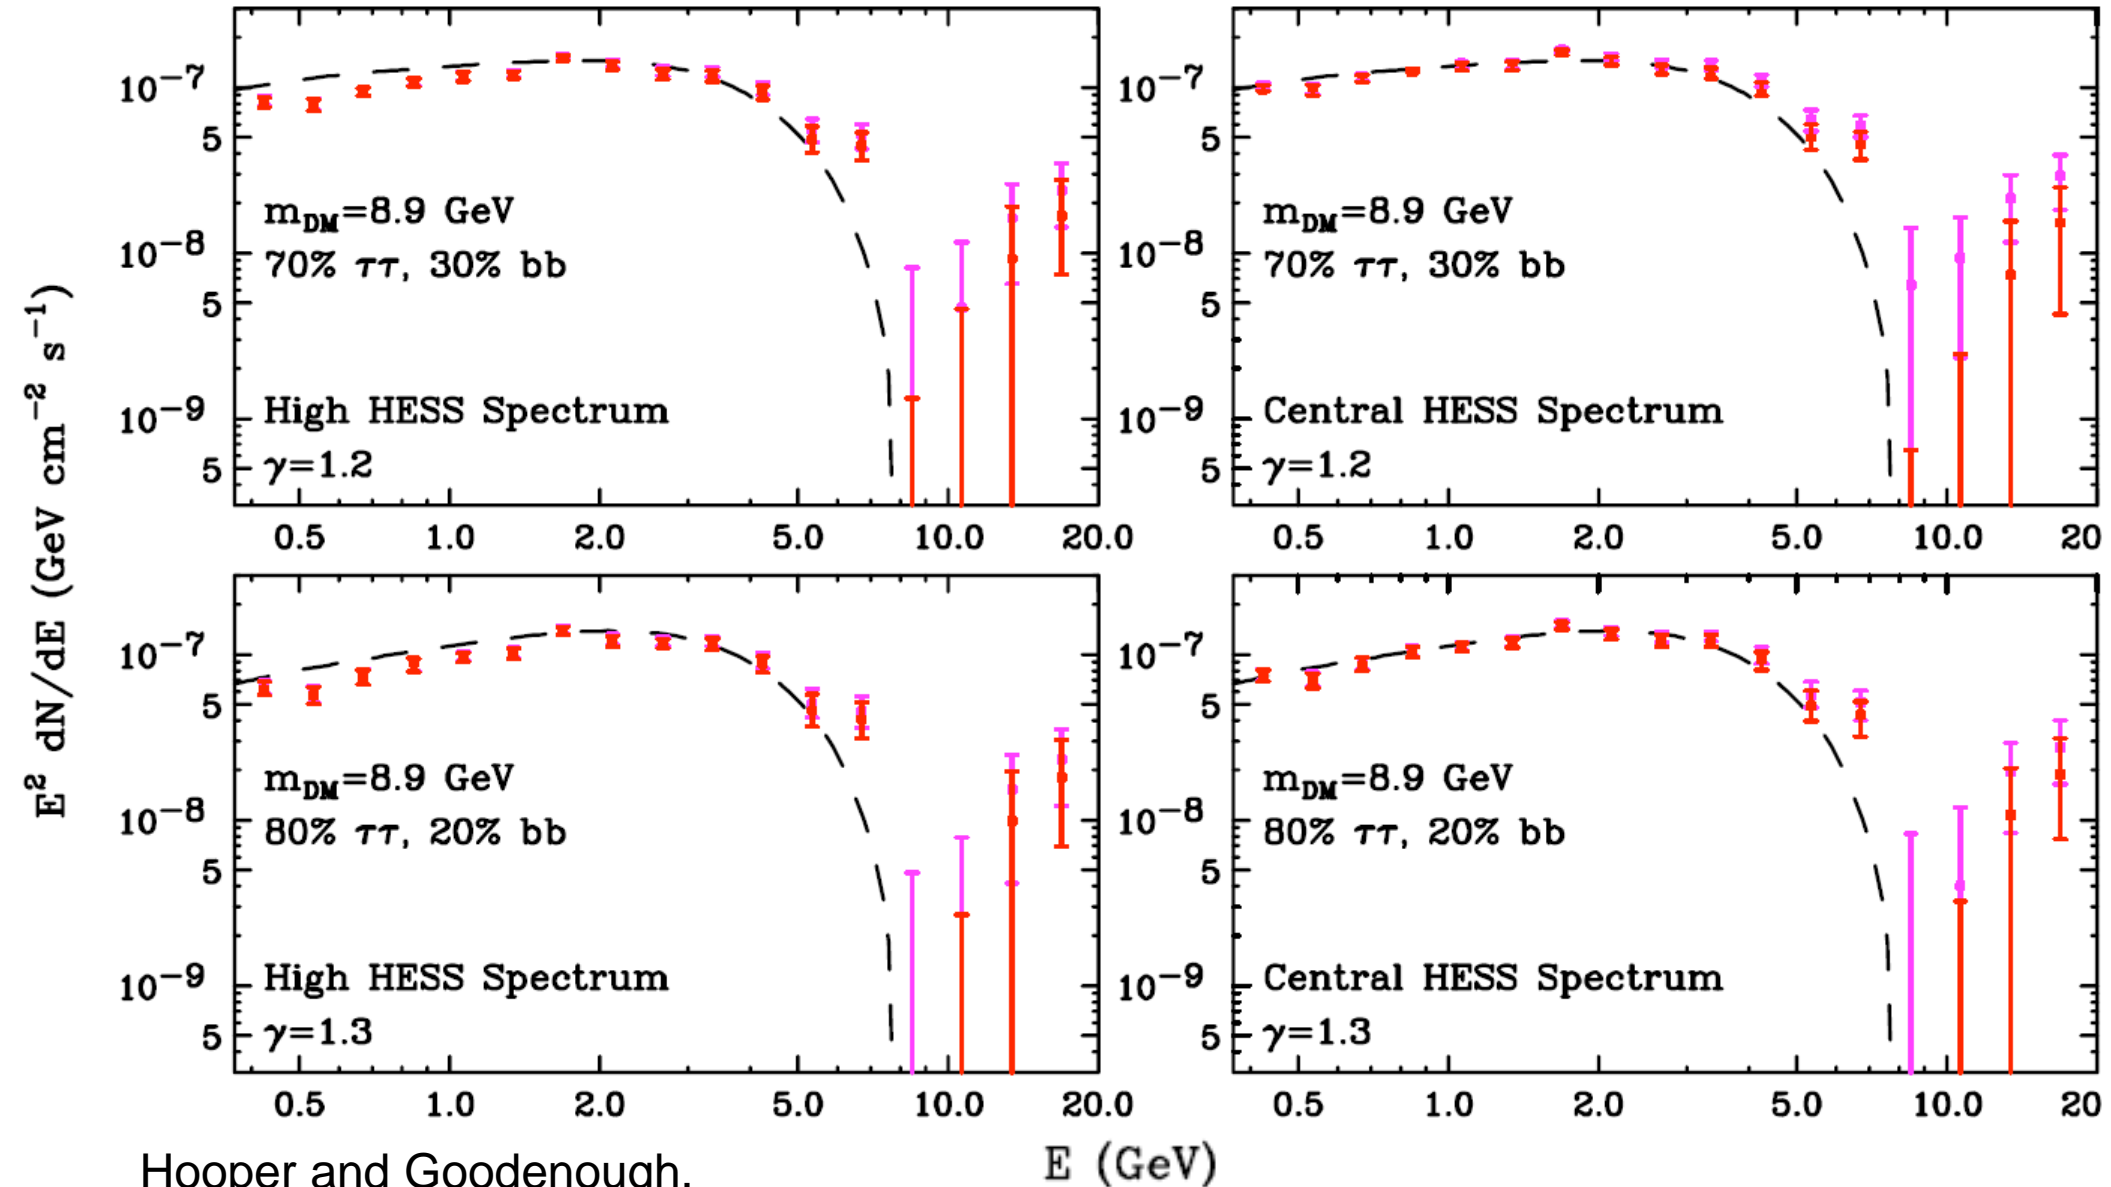 E² dN/dE (GeV cm⁻² s⁻¹)
10⁻⁷
5
10⁻⁸
5
10⁻⁹
5
m_DM=8.9 GeV
70% ττ, 30% bb
High HESS Spectrum
γ=1.2
0.5 1.0 2.0 5.0 10.0 20.0
10⁻⁷
5
10⁻⁸
5
10⁻⁹
5
m_DM=8.9 GeV
70% ττ, 30% bb
Central HESS Spectrum
γ=1.2
0.5 1.0 2.0 5.0 10.0 20
10⁻⁷
5
10⁻⁸
5
10⁻⁹
5
m_DM=8.9 GeV
80% ττ, 20% bb
High HESS Spectrum
γ=1.3
0.5 1.0 2.0 5.0 10.0 20.0
10⁻⁷
5
10⁻⁸
5
10⁻⁹
5
m_DM=8.9 GeV
80% ττ, 20% bb
Central HESS Spectrum
γ=1.3
0.5 1.0 2.0 5.0 10.0 20
E (GeV)
Hooper and Goodenough,